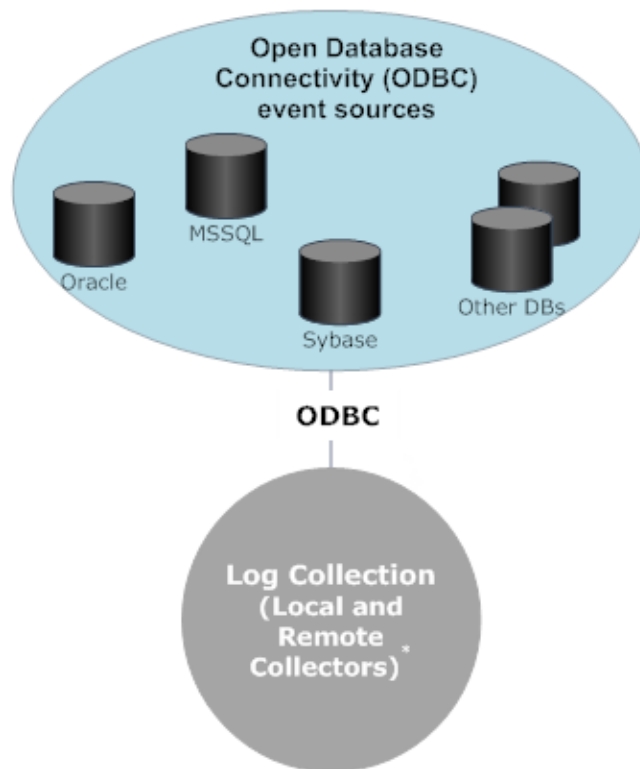 Open Database
Connectivity (ODBC)
event sources
MSSQL
Oracle
Other DBs
Sybase
ODBC
Log Collection
(Local and
Remote
Collectors)*